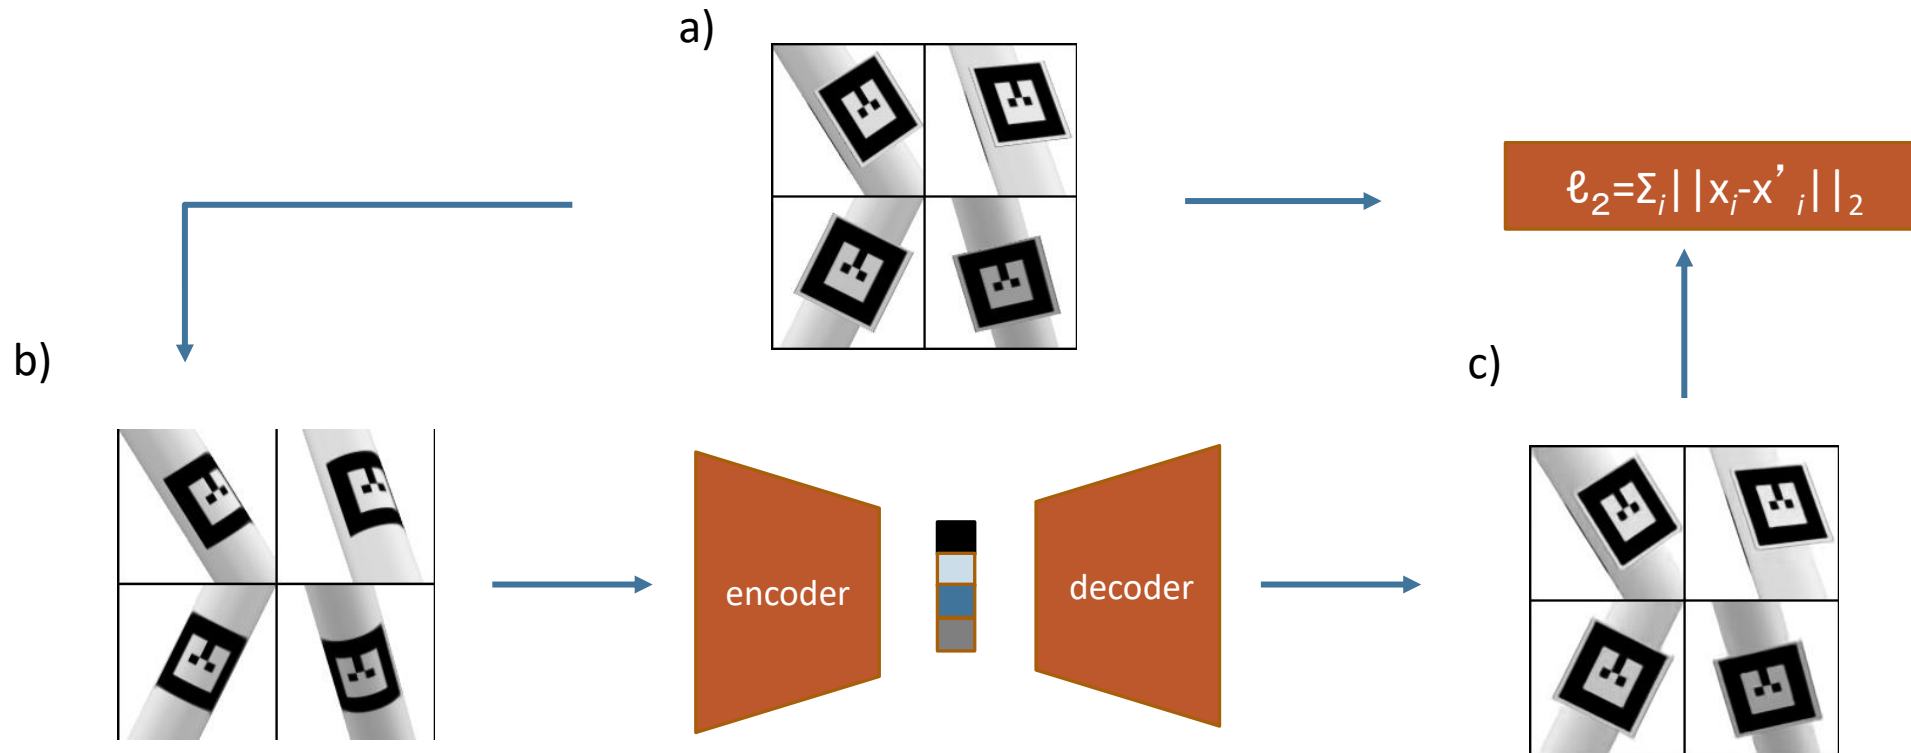 a)
ℓ₂=Σᵢ||xᵢ-x’ᵢ||₂
b)
c)
encoder
decoder